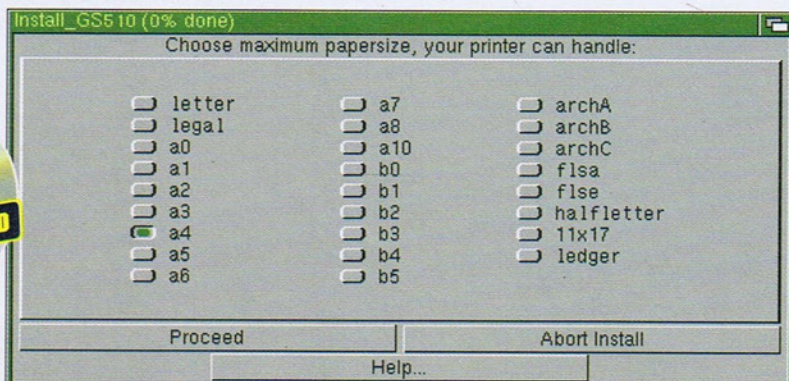 Install_GS510 (0% done)
Choose maximum papersize, your printer can handle:
letter
legal
a0
a1
a2
a3
a4
a5
a6
a7
a8
a10
b0
b1
b2
b3
b4
b5
archA
archB
archC
flsa
flse
halfletter
11x17
ledger
Proceed
Abort Install
Help...